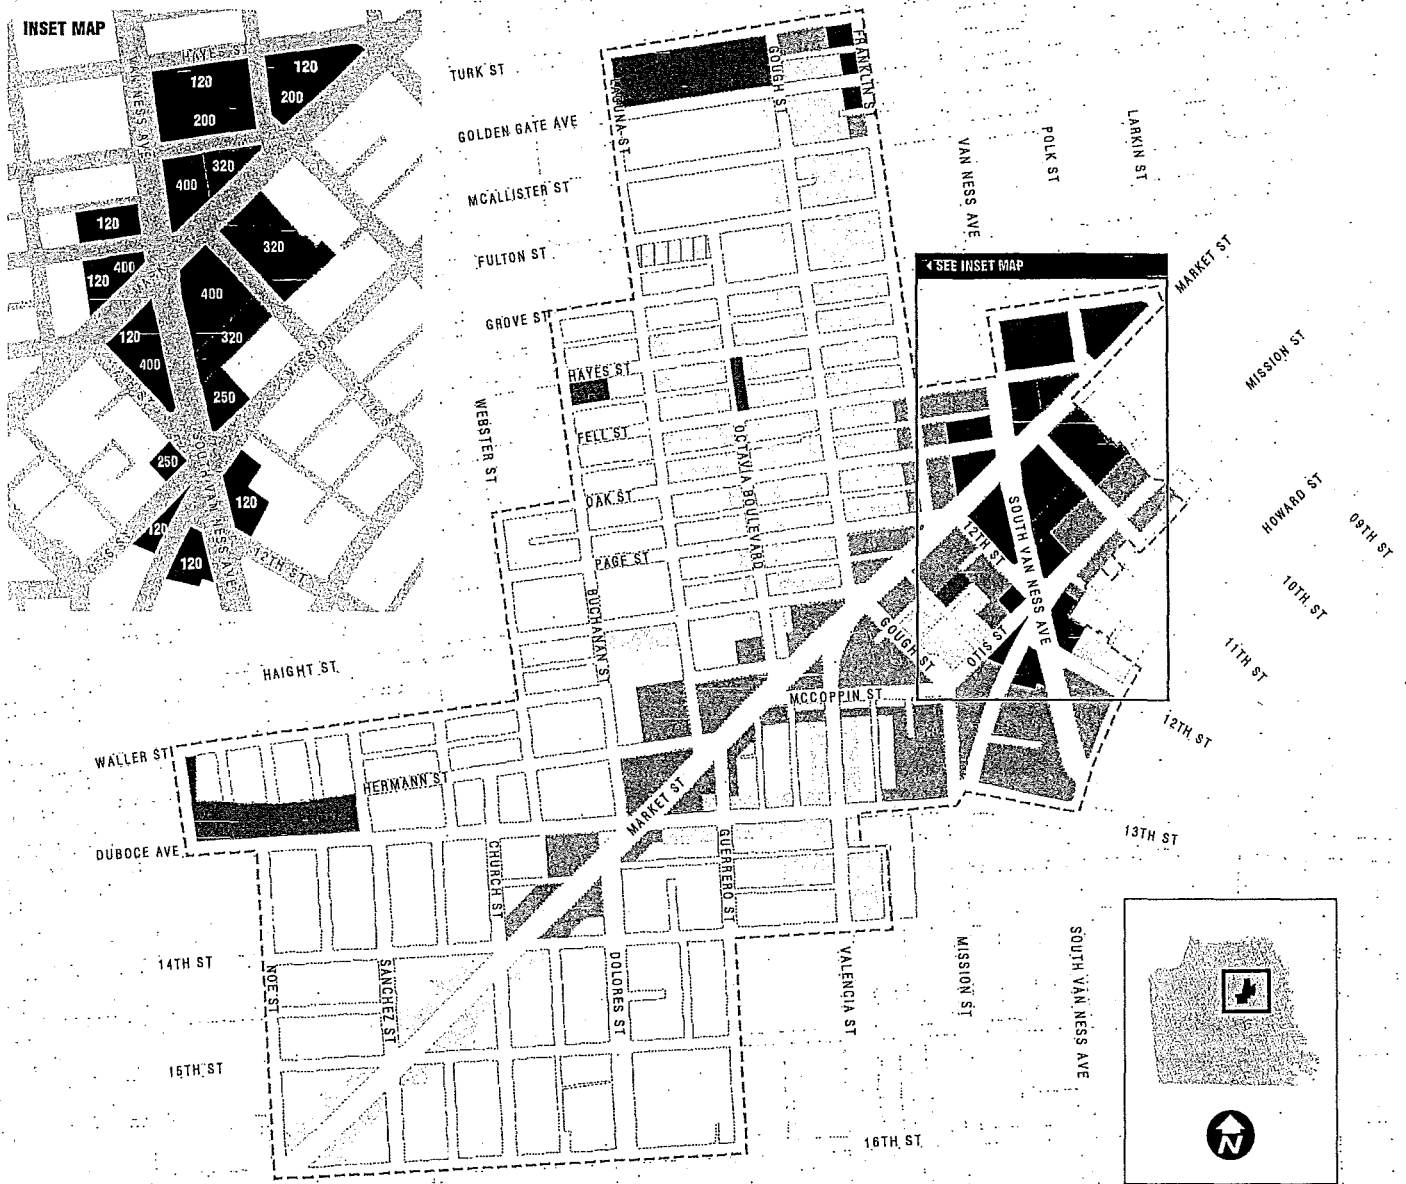 INSET MAP
HAYES ST
VAN NESS AVE
120
200
120
200
400
320
120
320
120
400
400
320
120
400
250
250
120
120
120
MISSION
OTIS ST
SOUTH VAN NESS AVE
12TH ST
TURK ST
GOLDEN GATE AVE
MCALLISTER ST
FULTON ST
GROVE ST
HAYES ST
FELL ST
OAK ST
PAGE ST
HAIGHT ST
WALLER ST
HERMANN ST
DUBOCE AVE
14TH ST
15TH ST
16TH ST
LAGUNA ST
GOUGH ST
FRANKLIN ST
VAN NESS AVE
POLK ST
LARKIN ST
WEBSTER ST
BUCHANAN ST
OCTAVIA BOULEVARD
SEE INSET MAP
MARKET ST
MISSION ST
HOWARD ST
09TH ST
10TH ST
11TH ST
12TH ST
13TH ST
12TH ST
SOUTH VAN NESS AVE
GOUGH ST
OTIS ST
MCCOPPIN ST
MARKET ST
CHURCH ST
GUERRERO ST
NOE ST
SANCHEZ ST
DOLORES ST
VALENCIA ST
MISSION ST
SOUTH VAN NESS AVE
N